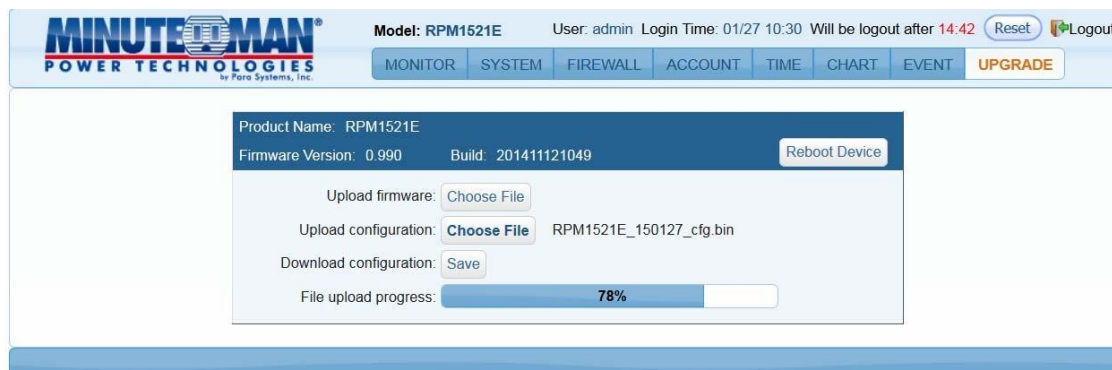 MINUTEMAN®
POWER TECHNOLOGIES
by Para Systems, Inc.
Model: RPM1521E
User: admin Login Time: 01/27 10:30 Will be logout after 14:42 Reset Logout
MONITOR SYSTEM FIREWALL ACCOUNT TIME CHART EVENT UPGRADE
Product Name: RPM1521E
Firmware Version: 0.990 Build: 201411121049
Reboot Device
Upload firmware: Choose File
Upload configuration: Choose File RPM1521E_150127_cfg.bin
Download configuration: Save
File upload progress: 78%